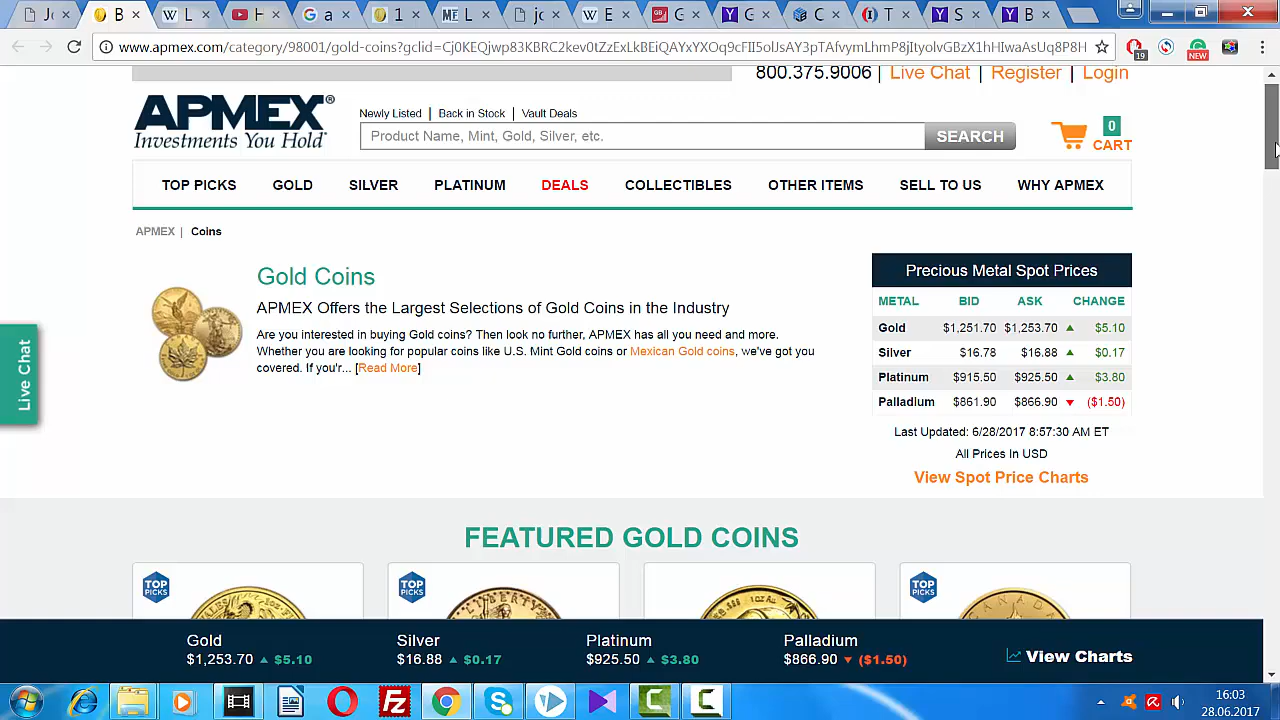 Jc
B
L
H
a
1
L
jc
E
G
G
C
T
S
B
www.apmex.com/category/98001/gold-coins?gclid=
19
NEW
800.375.9006 | Live Chat | Register | Login
APMEX®
Investments You Hold
Newly Listed | Back in Stock | Vault Deals
Product Name, Mint, Gold, Silver, etc.
SEARCH
0
CART
TOP PICKS GOLD SILVER PLATINUM DEALS COLLECTIBLES OTHER ITEMS SELL TO US WHY APMEX
APMEX | Coins
Gold Coins
APMEX Offers the Largest Selections of Gold Coins in the Industry
Are you interested in buying Gold coins? Then look no further, APMEX has all you need and more.
Whether you are looking for popular coins like U.S. Mint Gold coins or Mexican Gold coins, we've got you
covered. If you'r... [Read More]
Precious Metal Spot Prices
METAL BID ASK CHANGE
Gold $1,251.70 $1,253.70 $5.10
Silver $16.78 $16.88 $0.17
Platinum $915.50 $925.50 $3.80
Palladium $861.90 $866.90 ($1.50)
Last Updated: 6/28/2017 8:57:30 AM ET
All Prices In USD
View Spot Price Charts
Live Chat
FEATURED GOLD COINS
TOP
PICKS
TOP
PICKS
TOP
PICKS
LIBERTY
1oz Au
CANADA
Gold
$1,253.70 $5.10
Silver
$16.88 $0.17
Platinum
$925.50 $3.80
Palladium
$866.90 ($1.50)
View Charts
16:03
28.06.2017